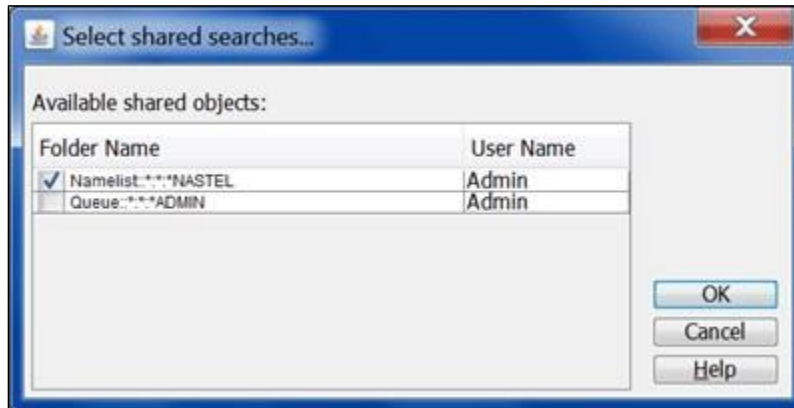 Select shared searches...
Available shared objects:
Folder Name User Name
Namelist::*:*:*NASTEL Admin
Queue::*:*:*ADMIN Admin
OK
Cancel
Help